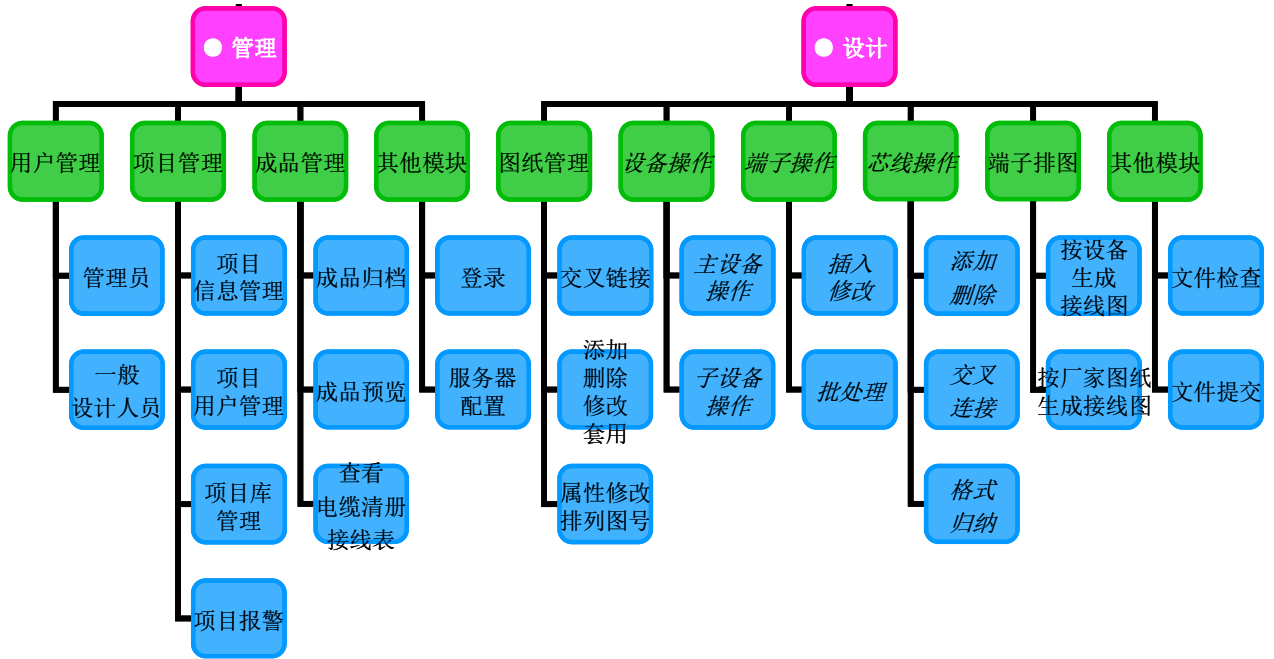 管理
设计
用户管理
项目管理
成品管理
其他模块
图纸管理
设备操作
端子操作
芯线操作
端子排图
其他模块
管理员
一般
设计人员
项目
信息管理
项目
用户管理
项目库
管理
项目报警
成品归档
成品预览
查看
电缆清册
接线表
登录
服务器
配置
交叉链接
添加
删除
修改
套用
属性修改
排列图号
主设备
操作
子设备
操作
插入
修改
批处理
添加
删除
交叉
连接
格式
归纳
按设备
生成
接线图
按厂家图纸
生成接线图
文件检查
文件提交